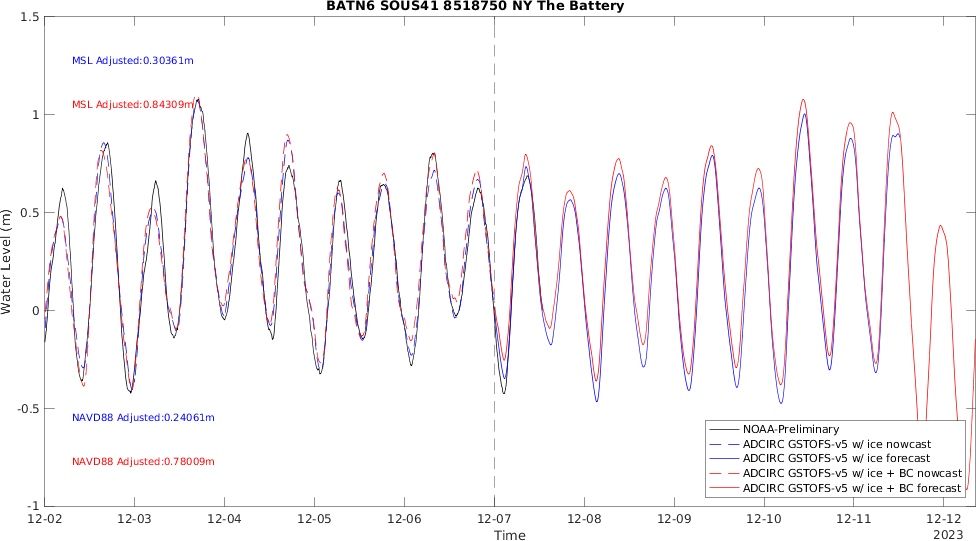 BATN6 SOUS41 8518750 NY The Battery
1.5
1
0.5
0
-0.5
-1
Water Level (m)
MSL Adjusted:0.30361m
MSL Adjusted:0.84309m
NAVD88 Adjusted:0.24061m
NAVD88 Adjusted:0.78009m
NOAA-Preliminary
ADCIRC GSTOFS-v5 w/ ice nowcast
ADCIRC GSTOFS-v5 w/ ice forecast
ADCIRC GSTOFS-v5 w/ ice + BC nowcast
ADCIRC GSTOFS-v5 w/ ice + BC forecast
12-02 12-03 12-04 12-05 12-06 12-07 12-08 12-09 12-10 12-11 12-12
Time
2023